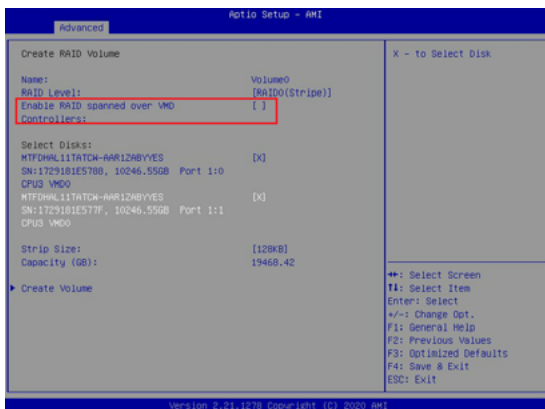 Aptio Setup - AMI
Advanced
Create RAID Volume
X - to Select Disk
Name: Volume0
RAID Level: [RAID0(Stripe)]
Enable RAID spanned over VMD [ ]
Controllers:
Select Disks:
MTFDHAL11TATCW-AAR1ZABYYES [X]
SN:1729181E5788, 10246.55GB Port 1:0
CPU3 VMD0
MTFDHAL11TATCW-AAR1ZABYYES [X]
SN:1729181E577F, 10246.55GB Port 1:1
CPU3 VMD0
Strip Size: [128KB]
Capacity (GB): 19468.42
Create Volume
: Select Screen
: Select Item
Enter: Select
+/-: Change Opt.
F1: General Help
F2: Previous Values
F3: Optimized Defaults
F4: Save & Exit
ESC: Exit
Version 2.21.1278 Copyright (C) 2020 AMI